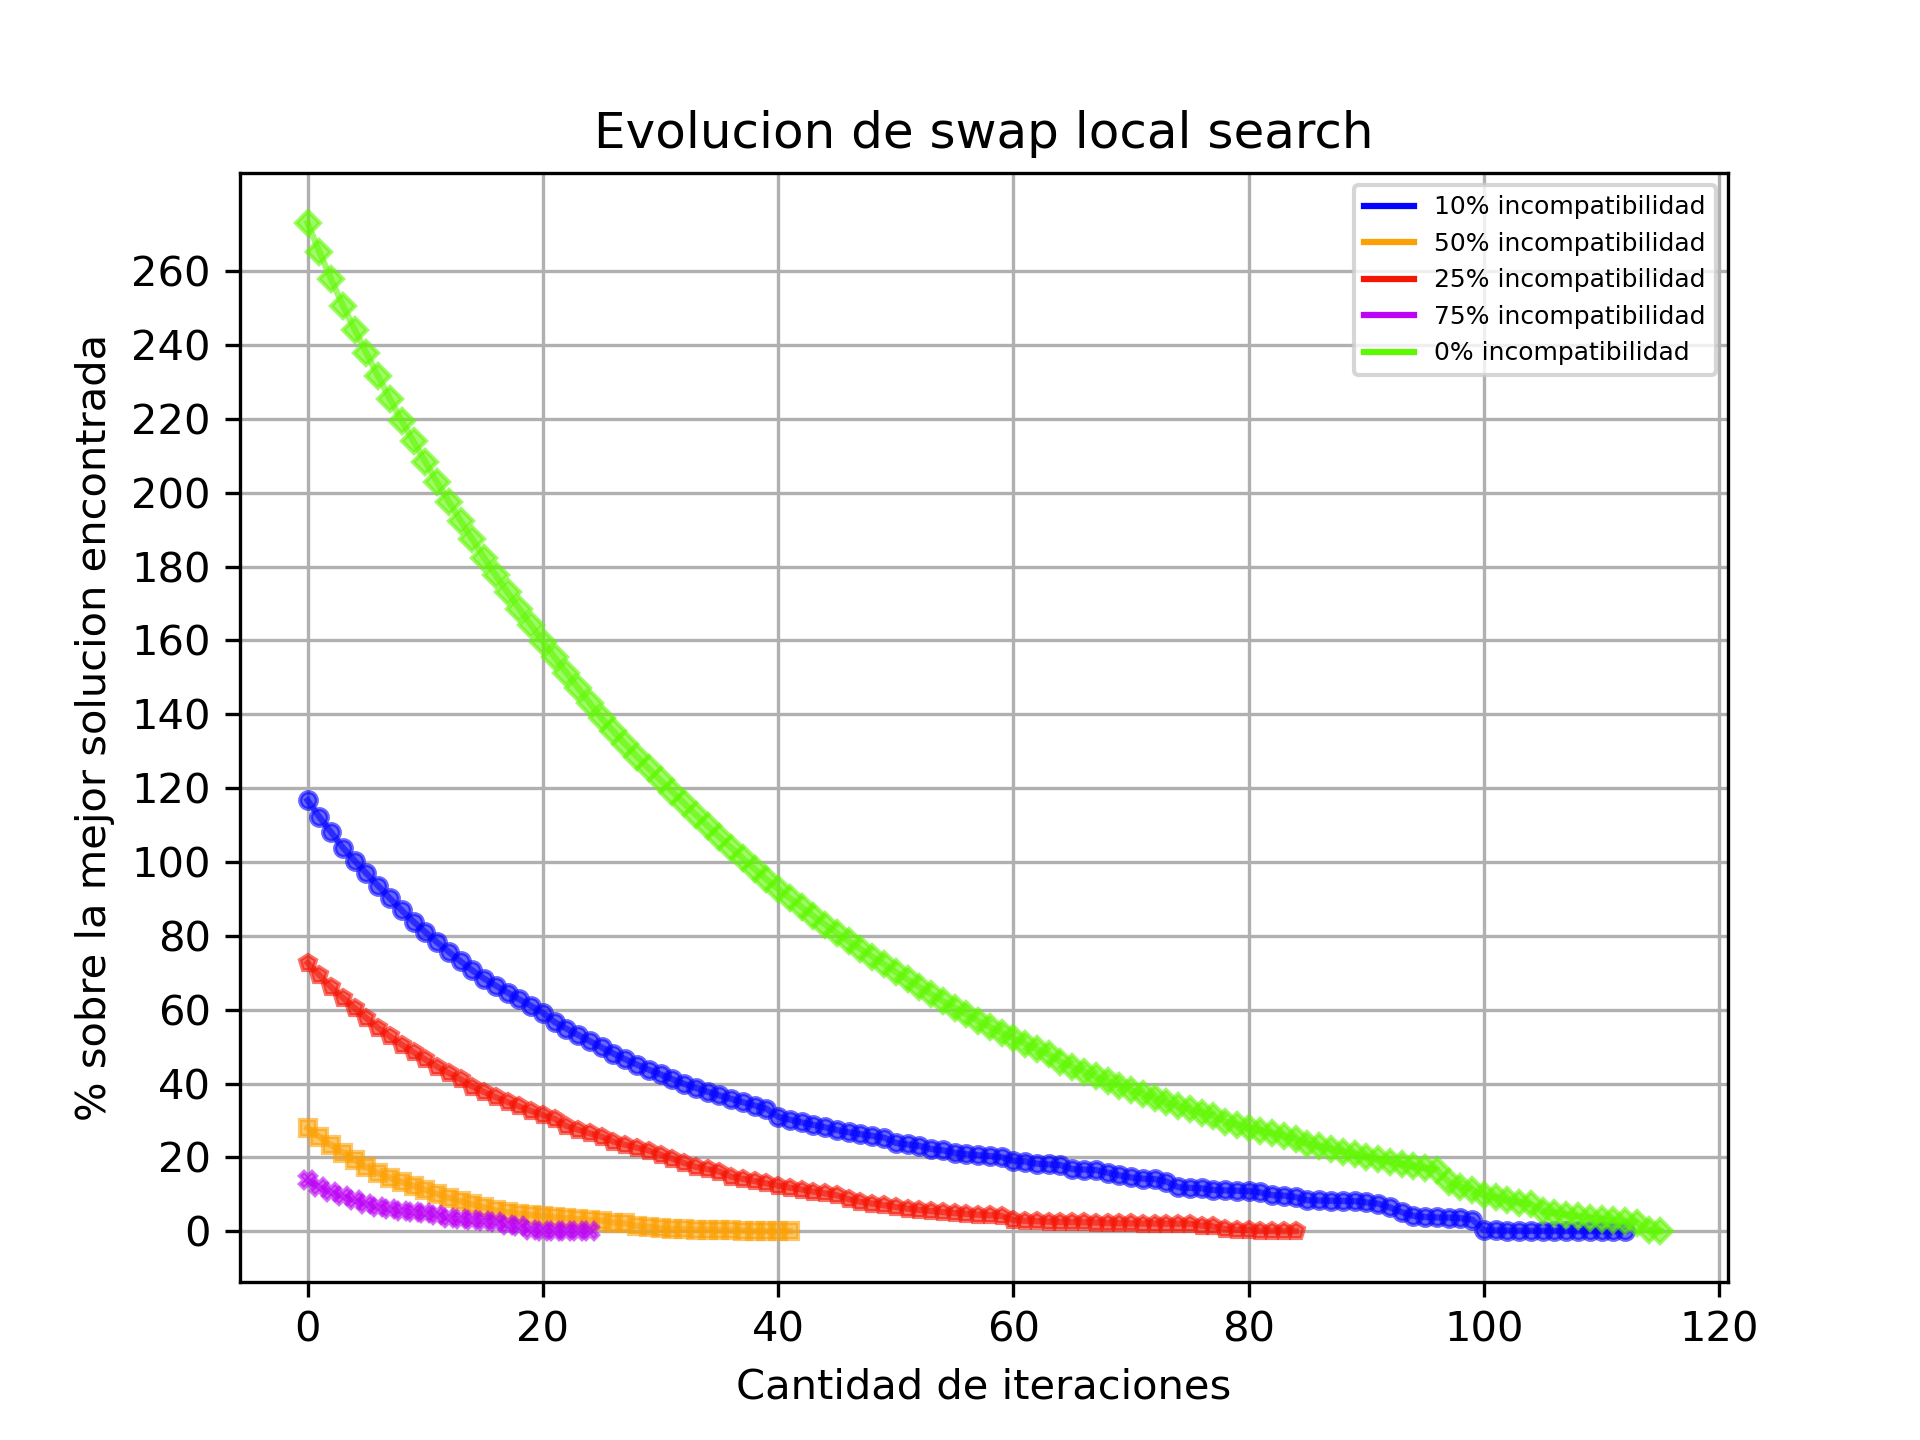 Evolucion de swap local search
10% incompatibilidad
50% incompatibilidad
25% incompatibilidad
75% incompatibilidad
0% incompatibilidad
% sobre la mejor solucion encontrada
260
240
220
200
180
160
140
120
100
80
60
40
20
0
0 20 40 60 80 100 120
Cantidad de iteraciones